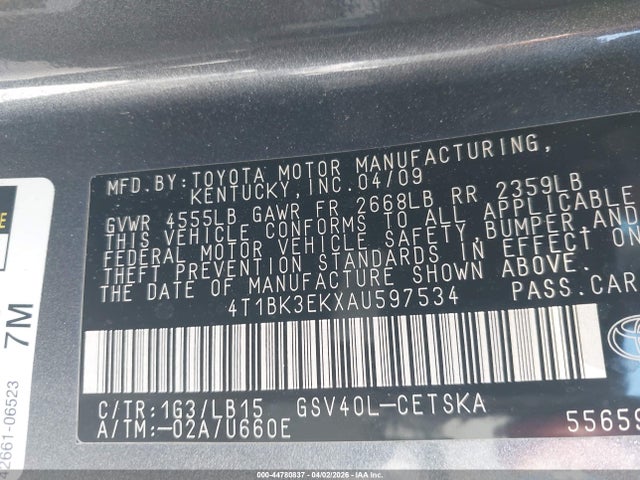 MFD.BY:TOYOTA MOTOR MANUFACTURING,
KENTUCKY,INC.04/09
GVWR 4555LB GAWR FR 2668LB RR 2359LB
THIS VEHICLE CONFORMS TO ALL APPLICABLE
FEDERAL MOTOR VEHICLE SAFETY,BUMPER,AND
THEFT PREVENTION STANDARDS IN EFFECT ON
THE DATE OF MANUFACTURE SHOWN ABOVE.
4T1BK3EKXAU597534 PASS.CAR
C/TR:1G3/LB15 GSV40L-CETSKA
A/TM:-02A/U660E 55659
7M
42661-06523
000-44780837 - 04/02/2026 - IAA Inc.